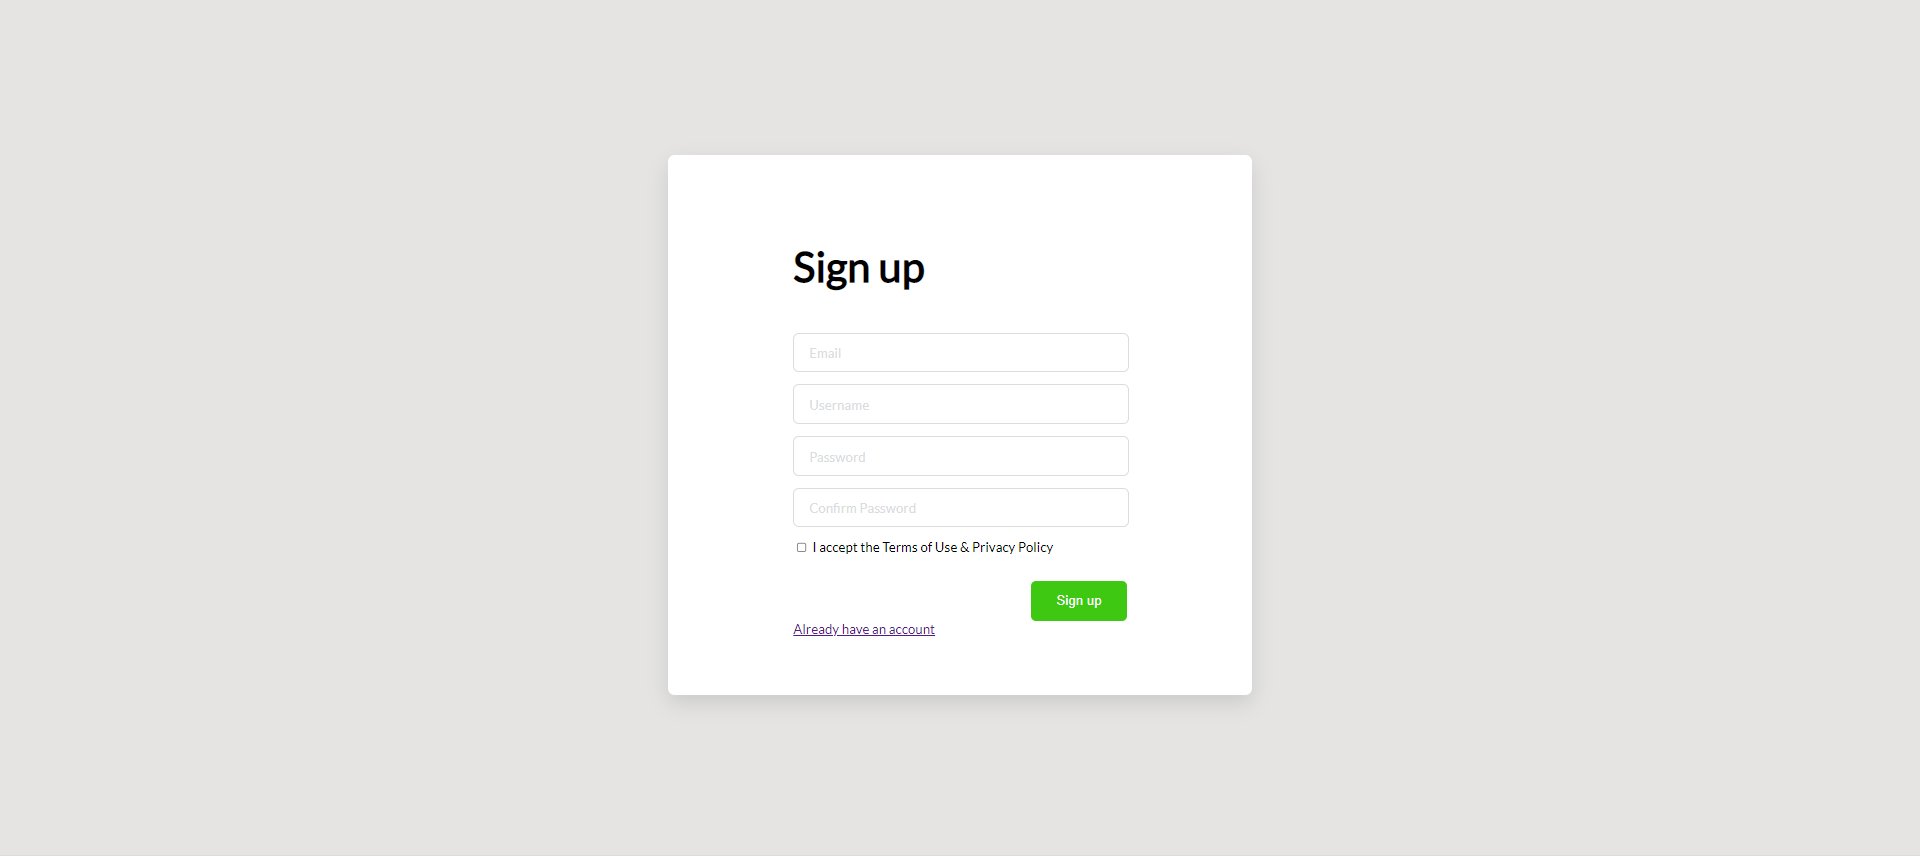 Sign up
Email
Username
Password
Confirm Password
I accept the Terms of Use & Privacy Policy
Sign up
Already have an account